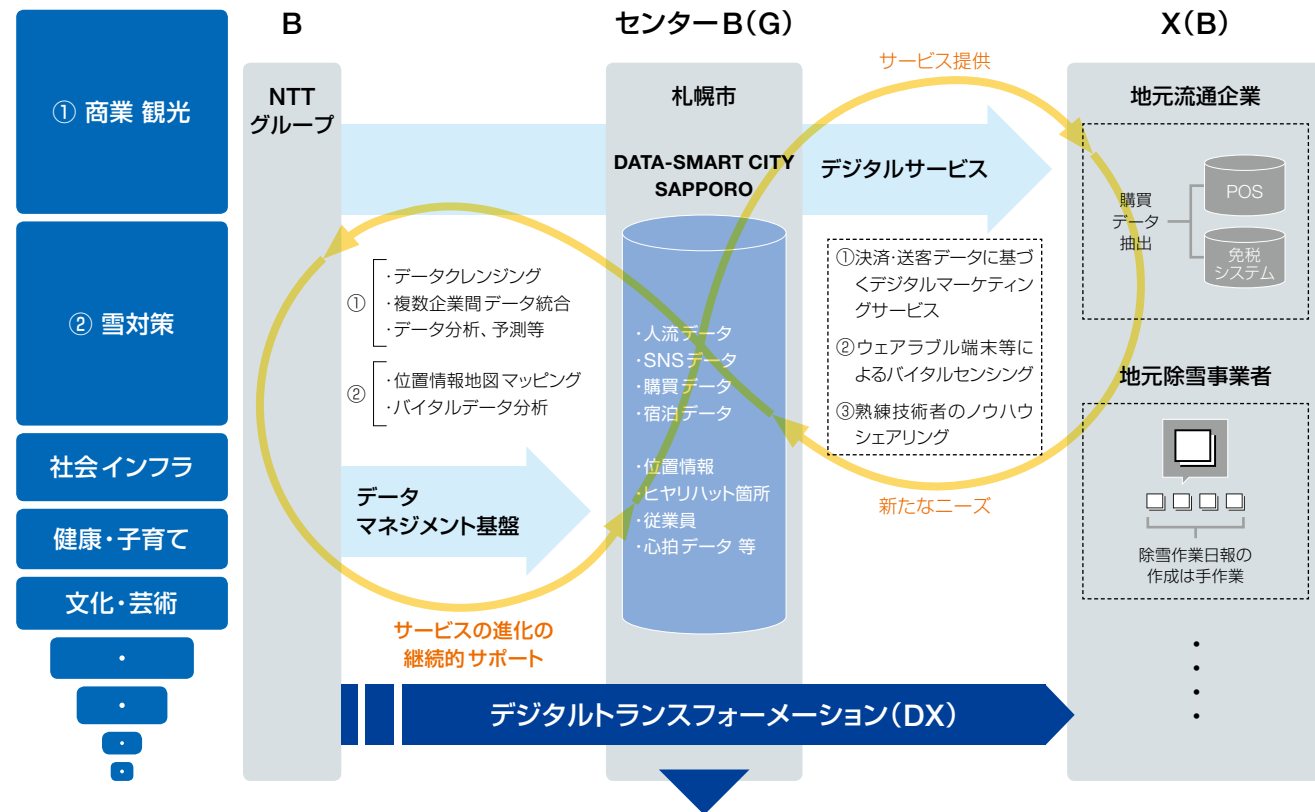 B
センターB(G)
X(B)
① 商業 観光
② 雪対策
社会インフラ
健康・子育て
文化・芸術
・
・
・
・
NTT
グループ
札幌市
DATA-SMART CITY
SAPPORO
サービス提供
デジタルサービス
地元流通企業
購買
データ
抽出
POS
免税
システム
①
・データクレンジング
・複数企業間データ統合
・データ分析、予測等
②
・位置情報地図マッピング
・バイタルデータ分析
・人流データ
・SNSデータ
・購買データ
・宿泊データ
・位置情報
・ヒヤリハット箇所
・従業員
・心拍データ 等
①決済・送客データに基づ
くデジタルマーケティン
グサービス
②ウェアラブル端末等に
よるバイタルセンシング
③熟練技術者のノウハウ
シェアリング
地元除雪事業者
データ
マネジメント基盤
新たなニーズ
除雪作業日報の
作成は手作業
サービスの進化の
継続的サポート
・
・
・
・
デジタルトランスフォーメーション(DX)